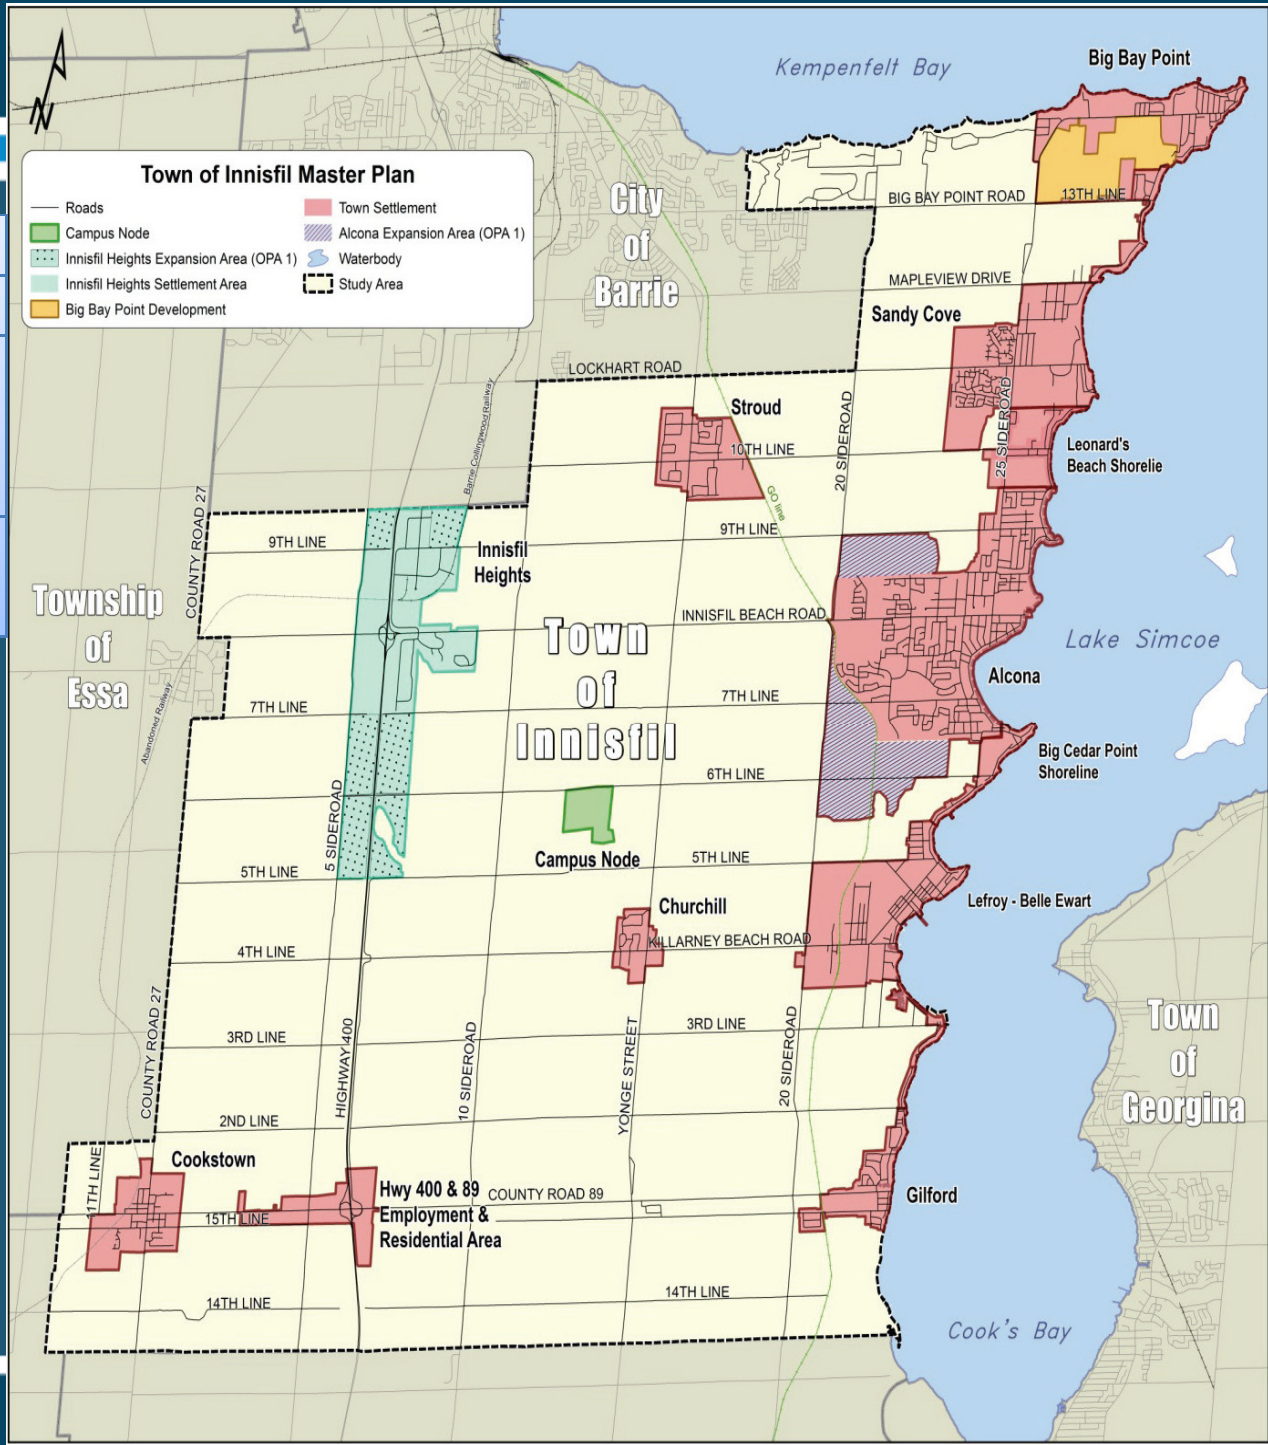 Kempenfelt Bay
Big Bay Point
N
Town of Innisfil Master Plan
Roads
Campus Node
Innisfil Heights Expansion Area (OPA 1)
Innisfil Heights Settlement Area
Big Bay Point Development
Town Settlement
Alcona Expansion Area (OPA 1)
Waterbody
Study Area
City
of
Barrie
BIG BAY POINT ROAD
13TH LINE
MAPLEVIEW DRIVE
Sandy Cove
LOCKHART ROAD
Barrie Collingwood Railway
Stroud
10TH LINE
20 SIDEROAD
25 SIDEROAD
Leonard's
Beach Shorelie
GO line
COUNTY ROAD 27
9TH LINE
9TH LINE
Innisfil
Heights
Township
of
Essa
INNISFIL BEACH ROAD
Town
of
Innisfil
Lake Simcoe
Alcona
Abandoned Railway
7TH LINE
7TH LINE
Big Cedar Point
Shoreline
6TH LINE
5 SIDEROAD
Campus Node
5TH LINE
5TH LINE
Lefroy - Belle Ewart
Churchill
KILLARNEY BEACH ROAD
4TH LINE
COUNTY ROAD 27
3RD LINE
3RD LINE
HIGHWAY 400
10 SIDEROAD
YONGE STREET
20 SIDEROAD
Town
of
Georgina
2ND LINE
11TH LINE
Cookstown
15TH LINE
Hwy 400 & 89
Employment &
Residential Area
COUNTY ROAD 89
Gilford
14TH LINE
14TH LINE
Cook's Bay